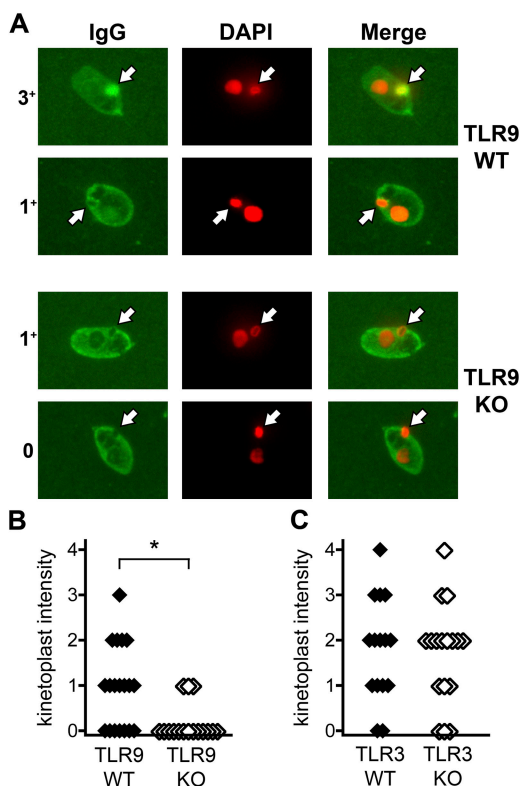 A
IgG DAPI Merge
3+
TLR9
WT
1+
1+
TLR9
KO
0
B
kinetoplast intensity
4
3
2
1
0
*
TLR9
WT
TLR9
KO
C
kinetoplast intensity
4
3
2
1
0
TLR3
WT
TLR3
KO